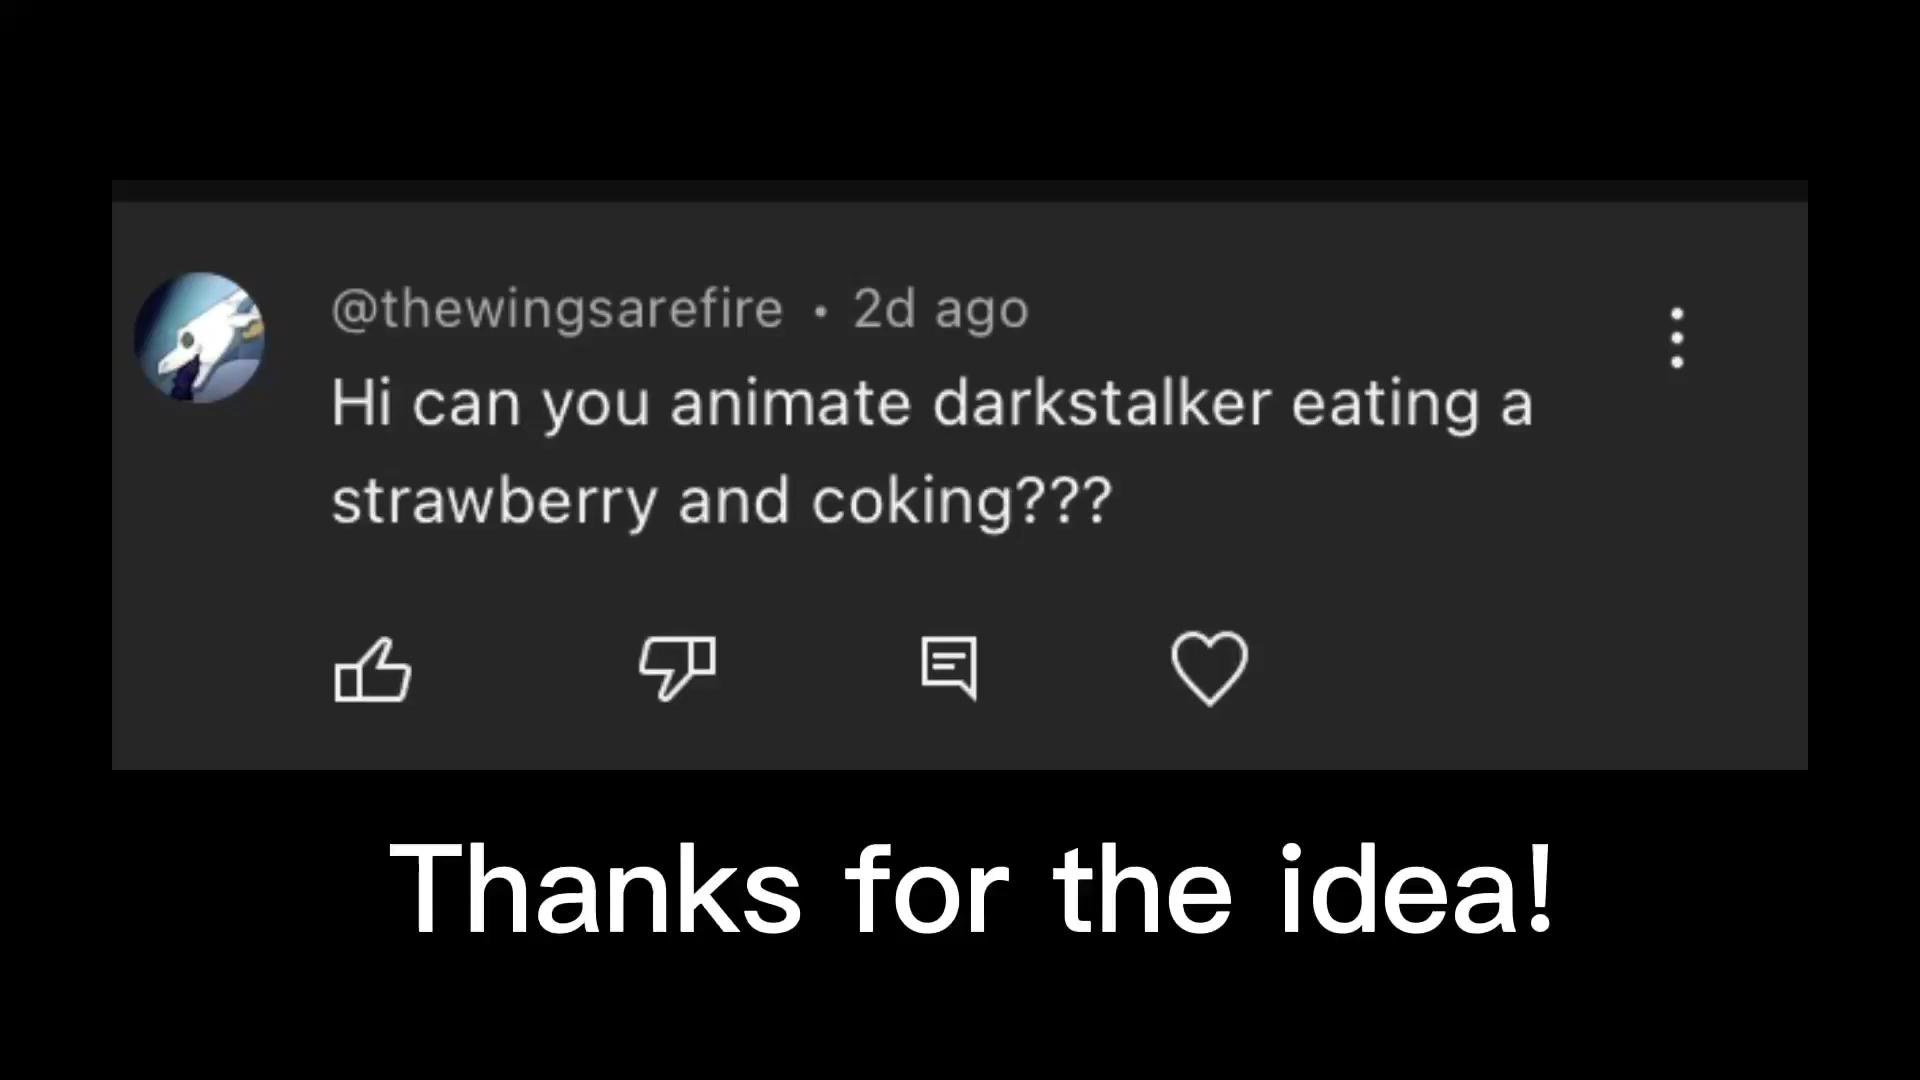 @thewingsarefire • 2d ago
Hi can you animate darkstalker eating a
strawberry and coking???
Thanks for the idea!